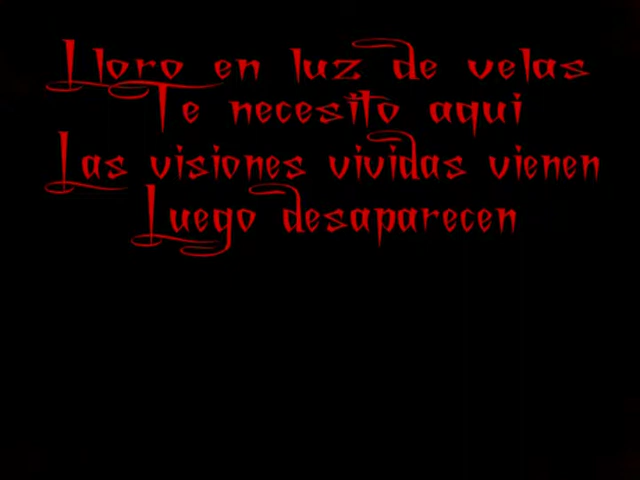 Lloro en luz de velas
Te necesito aqui
Las visiones vividas vienen
Luego desaparecen